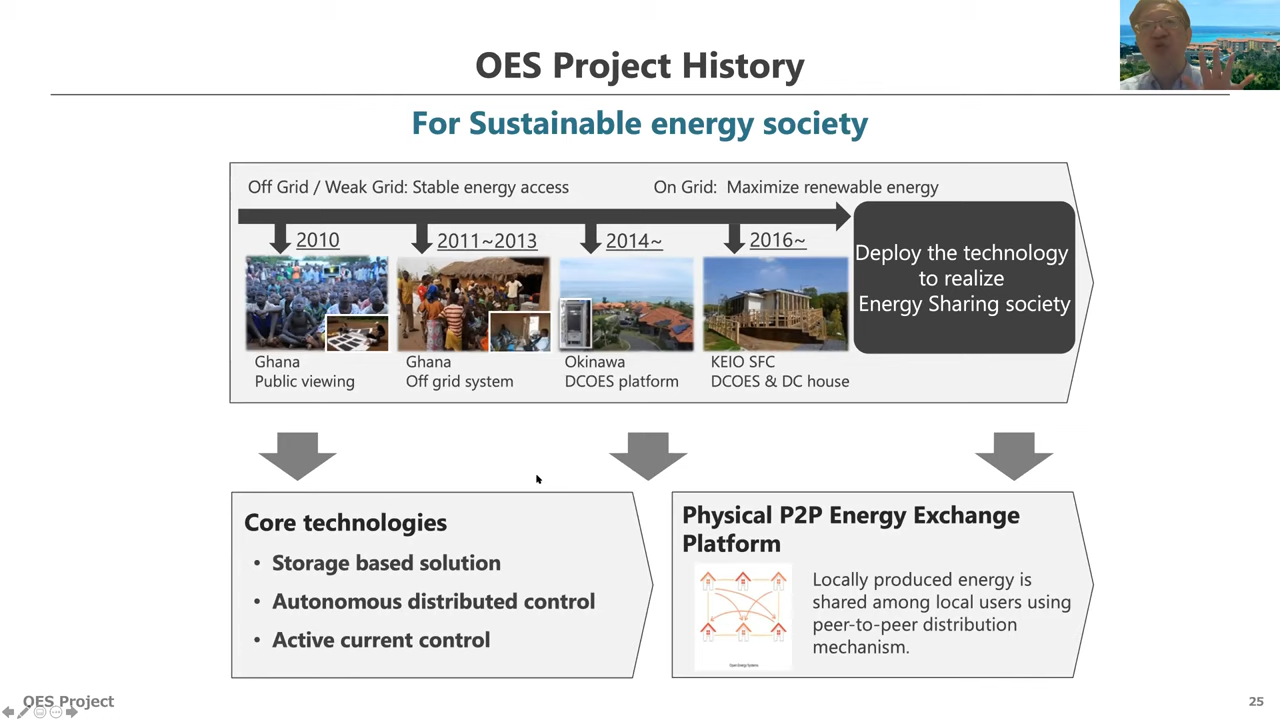 OES Project History
For Sustainable energy society
Off Grid / Weak Grid: Stable energy access
On Grid: Maximize renewable energy
2010
2011~2013
2014~
2016~
Deploy the technology
to realize
Energy Sharing society
Ghana
Public viewing
Ghana
Off grid system
Okinawa
DCOES platform
KEIO SFC
DCOES & DC house
Core technologies
• Storage based solution
• Autonomous distributed control
• Active current control
Physical P2P Energy Exchange
Platform
Locally produced energy is
shared among local users using
peer-to-peer distribution
mechanism.
Open Energy Systems
OES Project
25